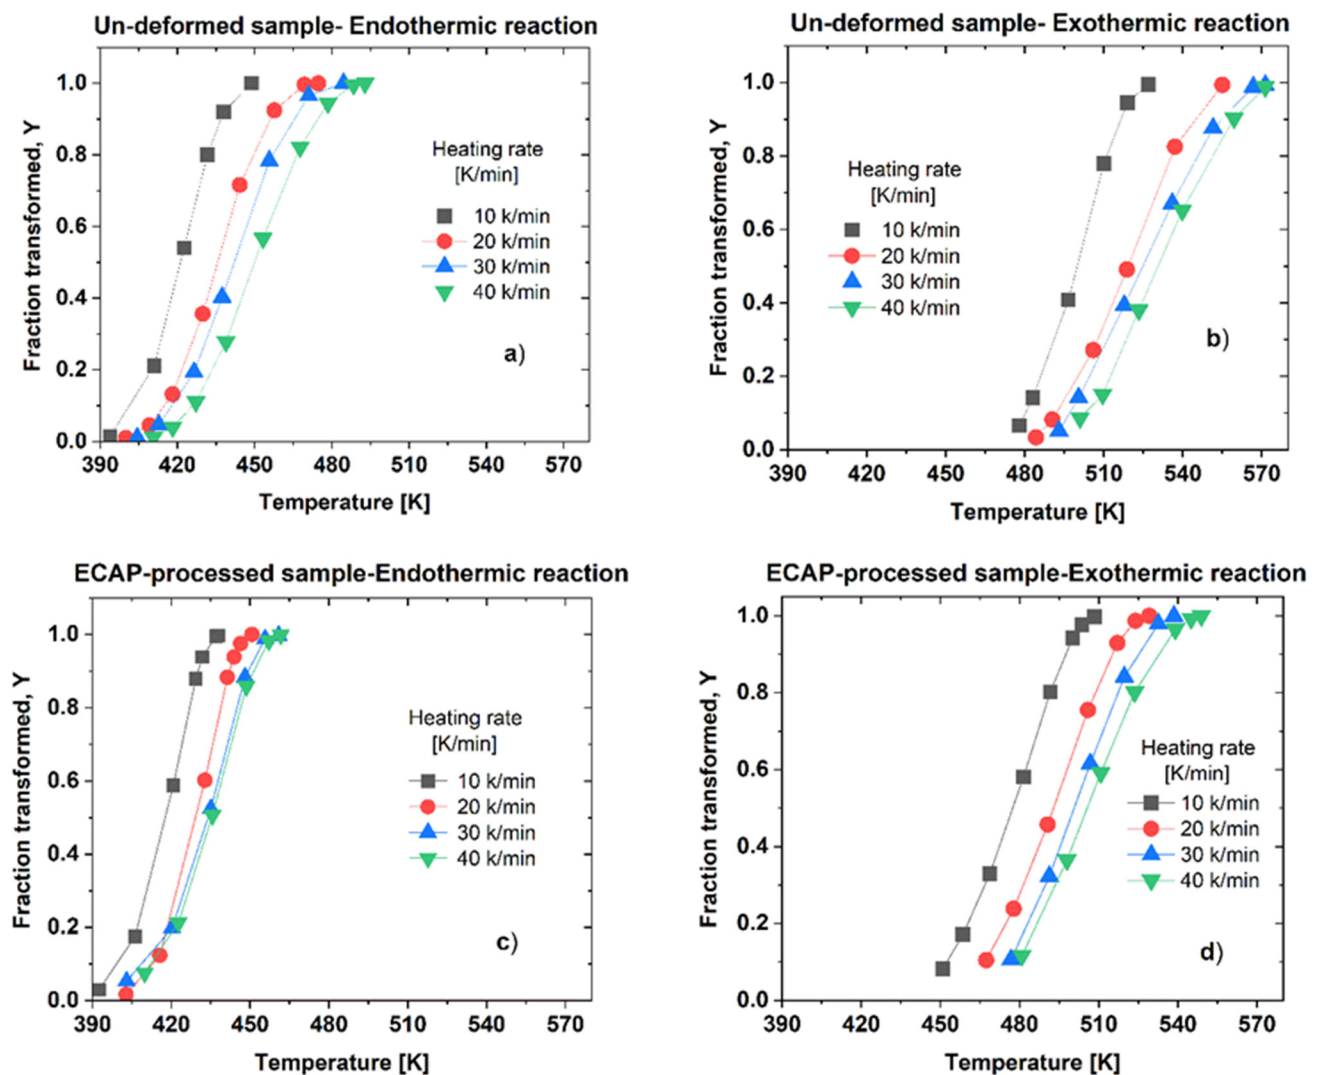 Un-deformed sample- Endothermic reaction
1.0
0.8
0.6
0.4
0.2
0.0
Fraction transformed, Y
Heating rate
[K/min]
10 k/min
20 k/min
30 k/min
40 k/min
a)
390 420 450 480 510 540 570
Temperature [K]
Un-deformed sample- Exothermic reaction
1.0
0.8
0.6
0.4
0.2
0.0
Fraction transformed, Y
Heating rate
[K/min]
10 k/min
20 k/min
30 k/min
40 k/min
b)
390 420 450 480 510 540 570
Temperature [K]
ECAP-processed sample-Endothermic reaction
1.0
0.8
0.6
0.4
0.2
0.0
Fraction transformed, Y
Heating rate
[K/min]
10 k/min
20 k/min
30 k/min
40 k/min
c)
390 420 450 480 510 540 570
Temperature [K]
ECAP-processed sample-Exothermic reaction
1.0
0.8
0.6
0.4
0.2
0.0
Fraction transformed, Y
Heating rate
[K/min]
10 k/min
20 k/min
30 k/min
40 k/min
d)
390 420 450 480 510 540 570
Temperature [K]